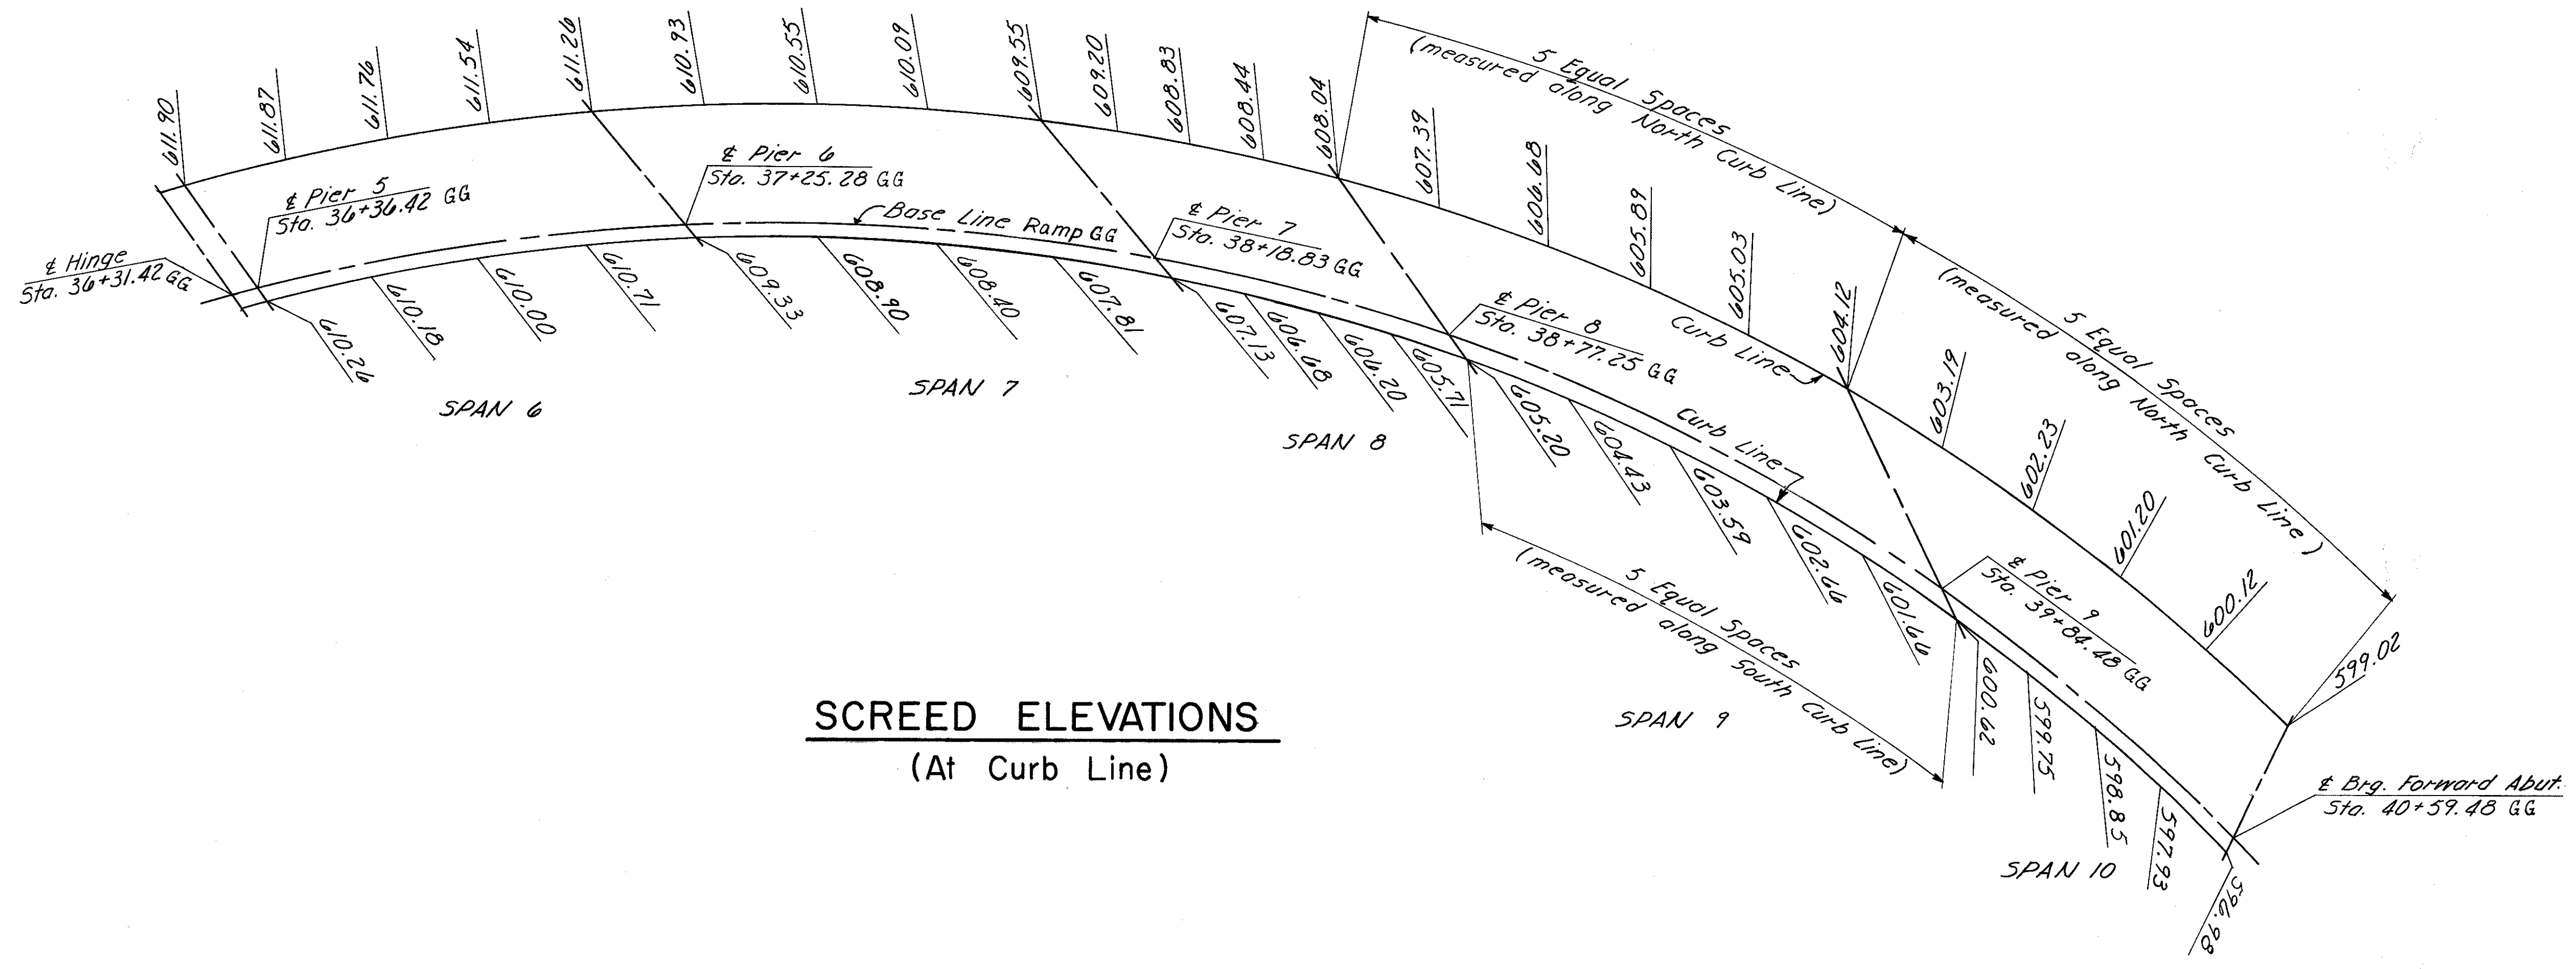 611.90
611.87
611.76
611.54
611.26
610.93
610.55
610.09
609.55
609.20
608.83
608.44
608.04
607.39
606.68
605.89
605.03
604.12
603.19
602.23
601.20
600.12
599.02
5 Equal Spaces
(measured along North Curb Line)
5 Equal Spaces
(measured along North Curb Line)
℄ Hinge
Sta. 36+31.42 GG
℄ Pier 5
Sta. 36+36.42 GG
℄ Pier 6
Sta. 37+25.28 GG
Base Line Ramp GG
℄ Pier 7
Sta. 38+18.83 GG
℄ Pier 8
Sta. 38+77.25 GG
Curb Line
Curb Line
℄ Pier 9
Sta. 39+84.48 GG
℄ Brg. Forward Abut.
Sta. 40+59.48 GG
610.26
610.18
610.00
610.71
609.33
608.90
608.40
607.81
607.13
606.68
606.20
605.71
605.20
604.43
603.59
602.66
601.66
600.62
599.75
598.85
597.93
596.98
SPAN 6
SPAN 7
SPAN 8
SPAN 9
SPAN 10
5 Equal Spaces
(measured along South Curb Line)
SCREED ELEVATIONS
(At Curb Line)